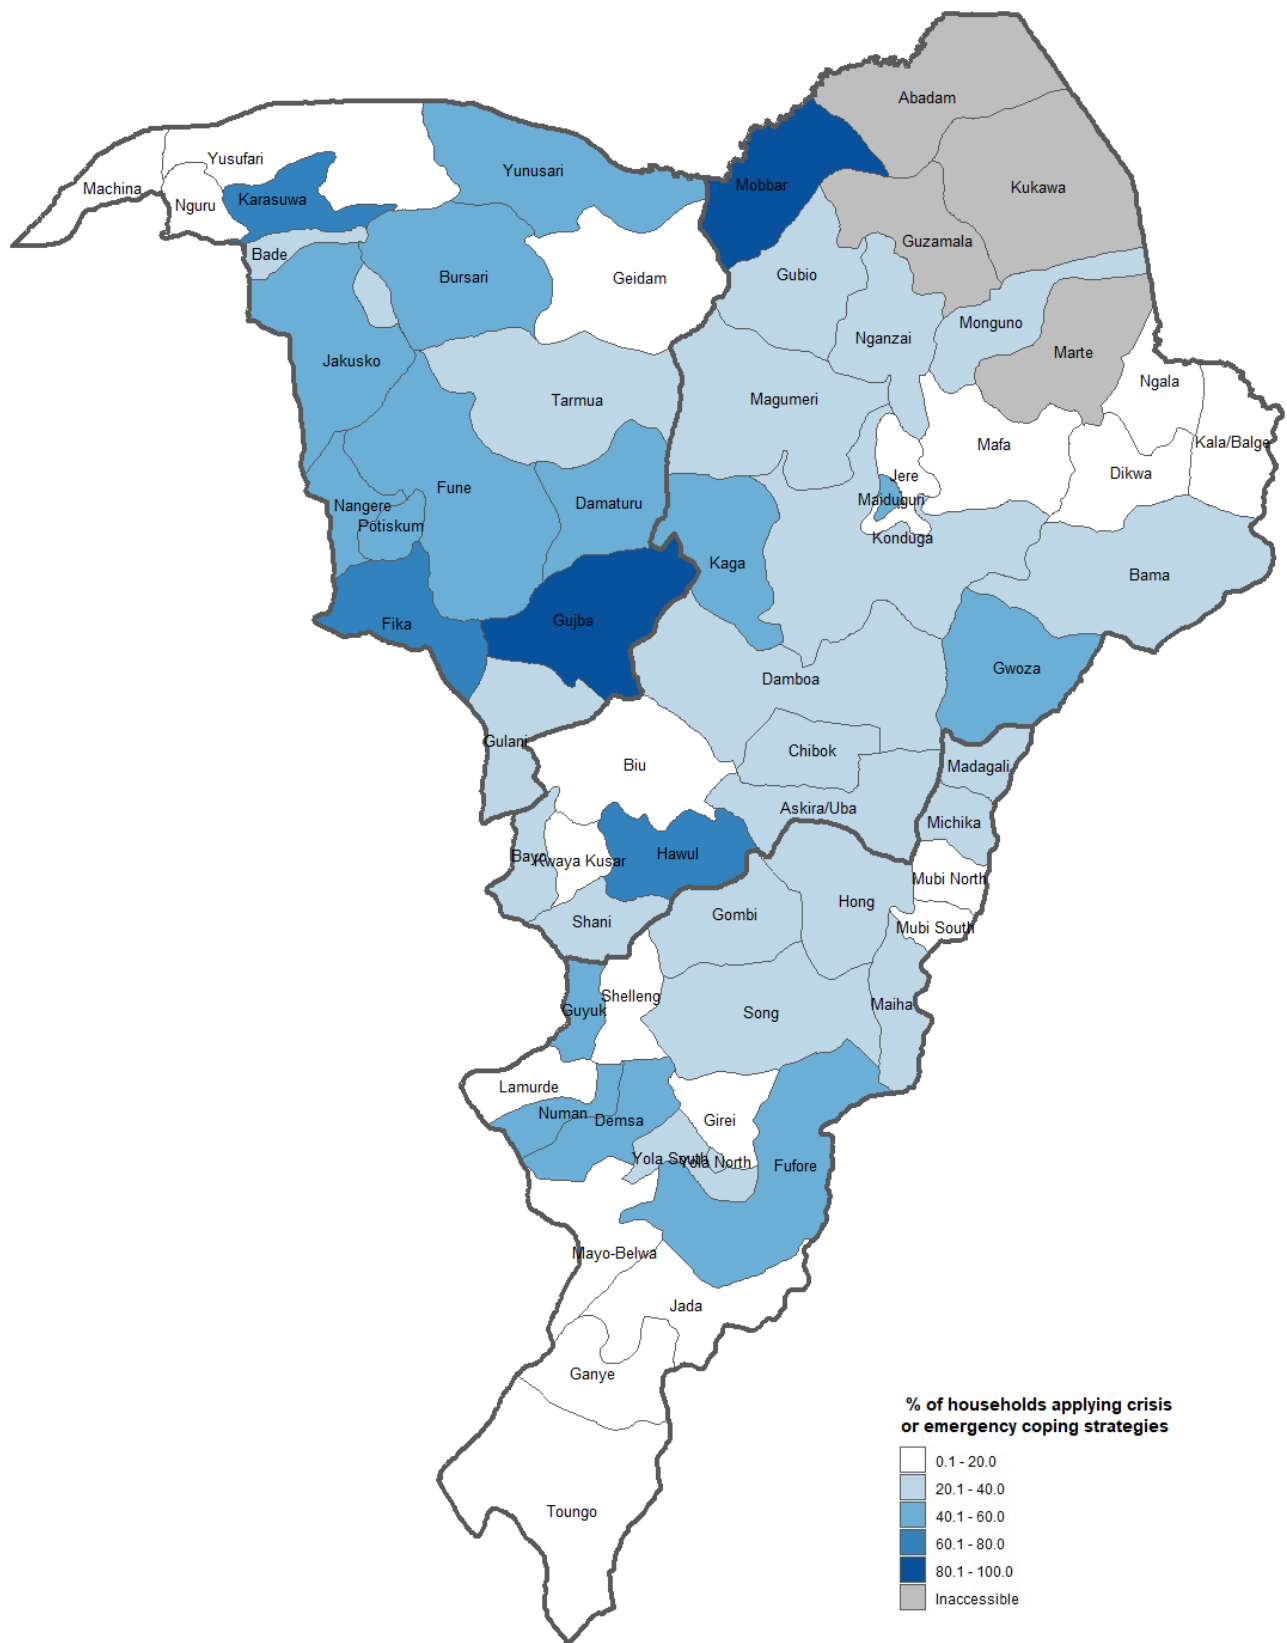 Abadam
Yusufari
Yunusari
Machina
Mobbar
Kukawa
Nguru
Karasuwa
Guzamala
Bade
Bursari
Geidam
Gubio
Monguno
Nganzai
Marte
Jakusko
Ngala
Tarmua
Magumeri
Mafa
Kala/Balge
Dikwa
Jere
Fune
Damaturu
Nangere
Maiduguri
Potiskum
Konduga
Kaga
Bama
Fika
Gujba
Gwoza
Damboa
Gulani
Chibok
Biu
Madagali
Askira/Uba
Michika
Bayo
Kwaya Kusar
Hawul
Mubi North
Hong
Gombi
Shani
Mubi South
Shelleng
Guyuk
Song
Maiha
Lamurde
Numan
Demsa
Girei
Yola South
Yola North
Fufore
Mayo-Belwa
Jada
Ganye
Toungo
% of households applying crisis
or emergency coping strategies
0.1 - 20.0
20.1 - 40.0
40.1 - 60.0
60.1 - 80.0
80.1 - 100.0
Inaccessible